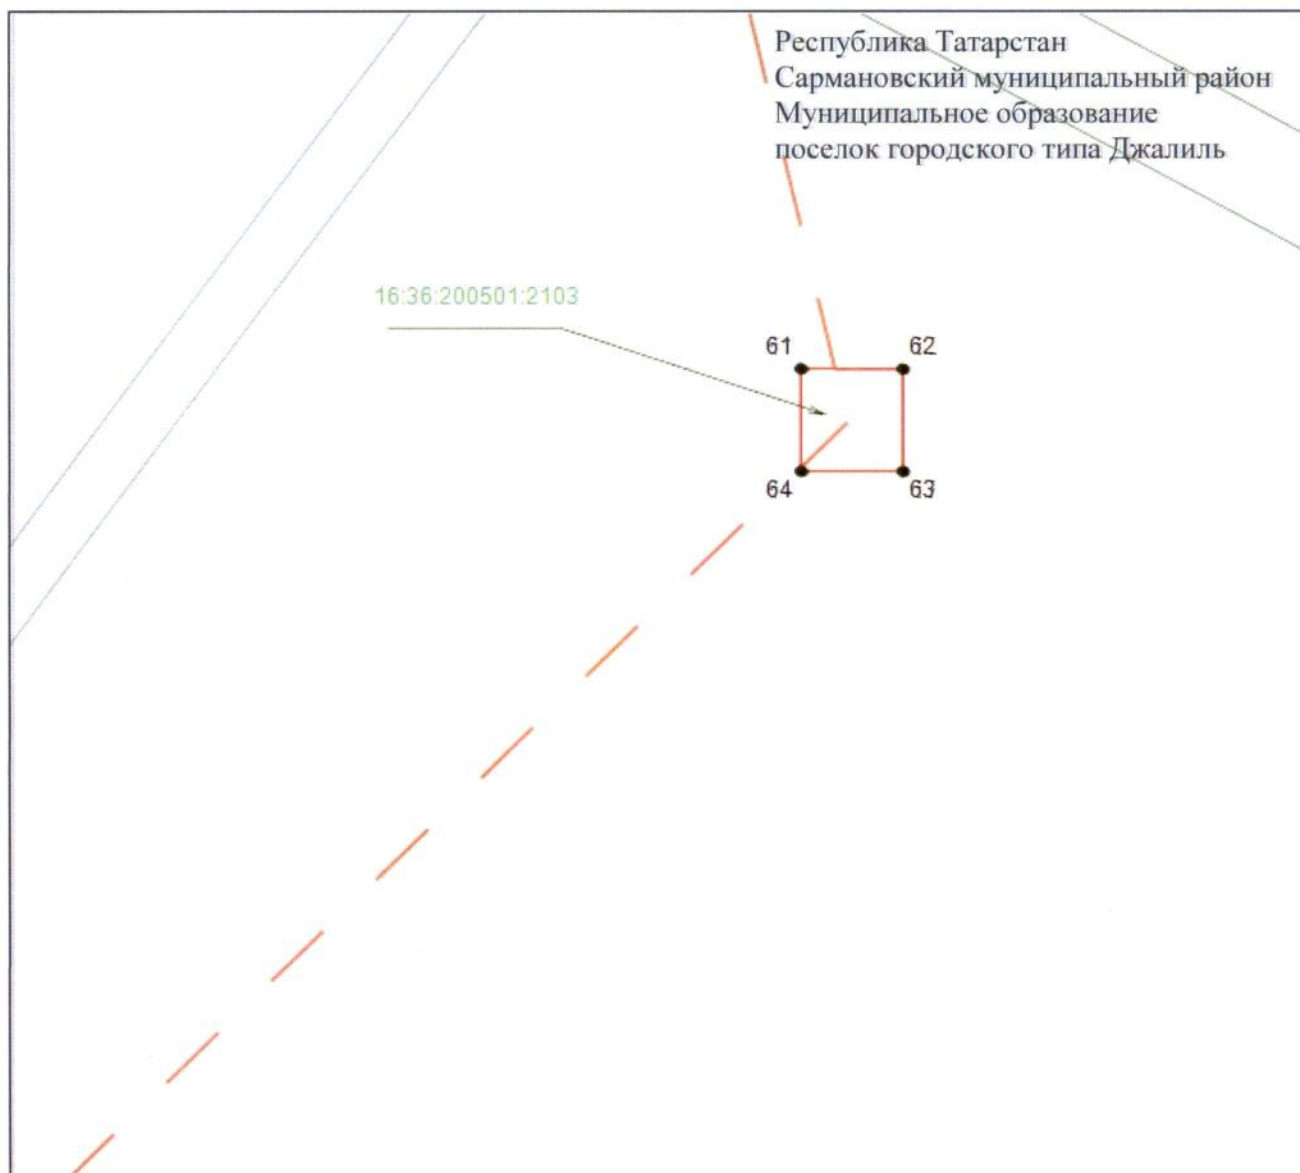 Республика Татарстан
Сармановский муниципальный район
Муниципальное образование
поселок городского типа Джалиль
16:36:200501:2103
61
62
64
63